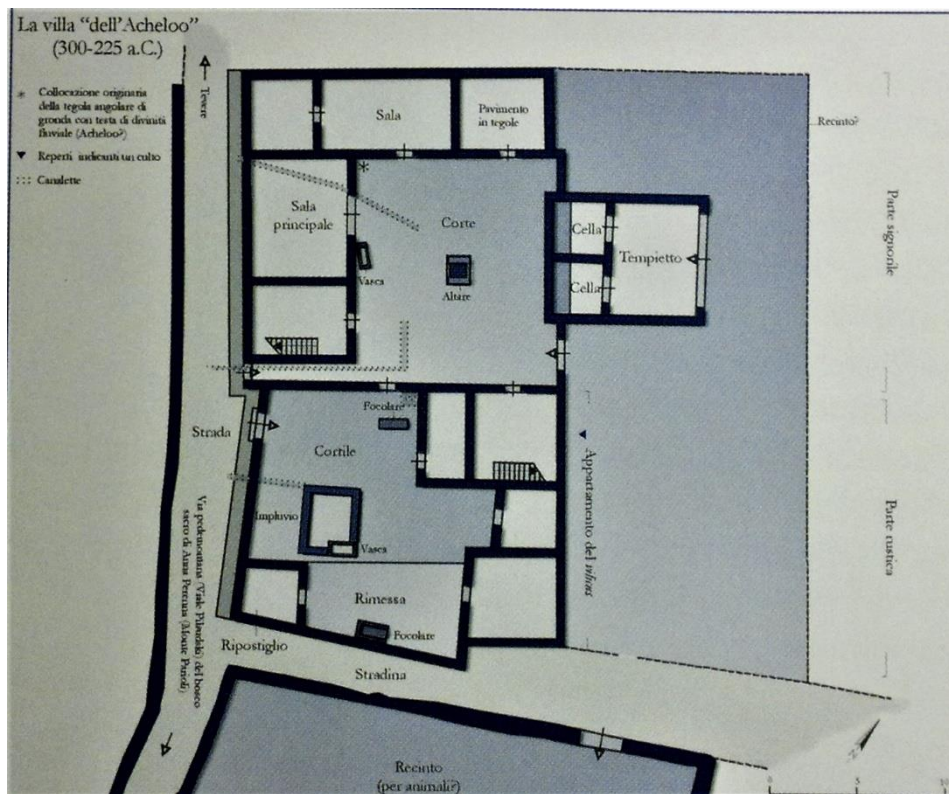 La villa "dell'Acheloo"
(300-225 a.C.)
* Collocazione originaria
della tegola angolare di
gronda con testa di divinità
fluviale (Acheloo?)
Reperti indicanti un culto
Canalette
Tevere
Sala
Pavimento
in tegole
Recinto?
Sala
principale
Corte
Cella
Tempietto
Cella
Vasca
Altare
Parte signorile
Focolare
Strada
Cortile
Appartamento del
Impluvio
Vasca
Parte rustica
Via pedemontana (Viale Pilsudski) del bosco
sacro di Anna Perenna (Monte Parioli)
Rimessa
Focolare
Ripostiglio
Stradina
N
Recinto
(per animali?)
0 5 10